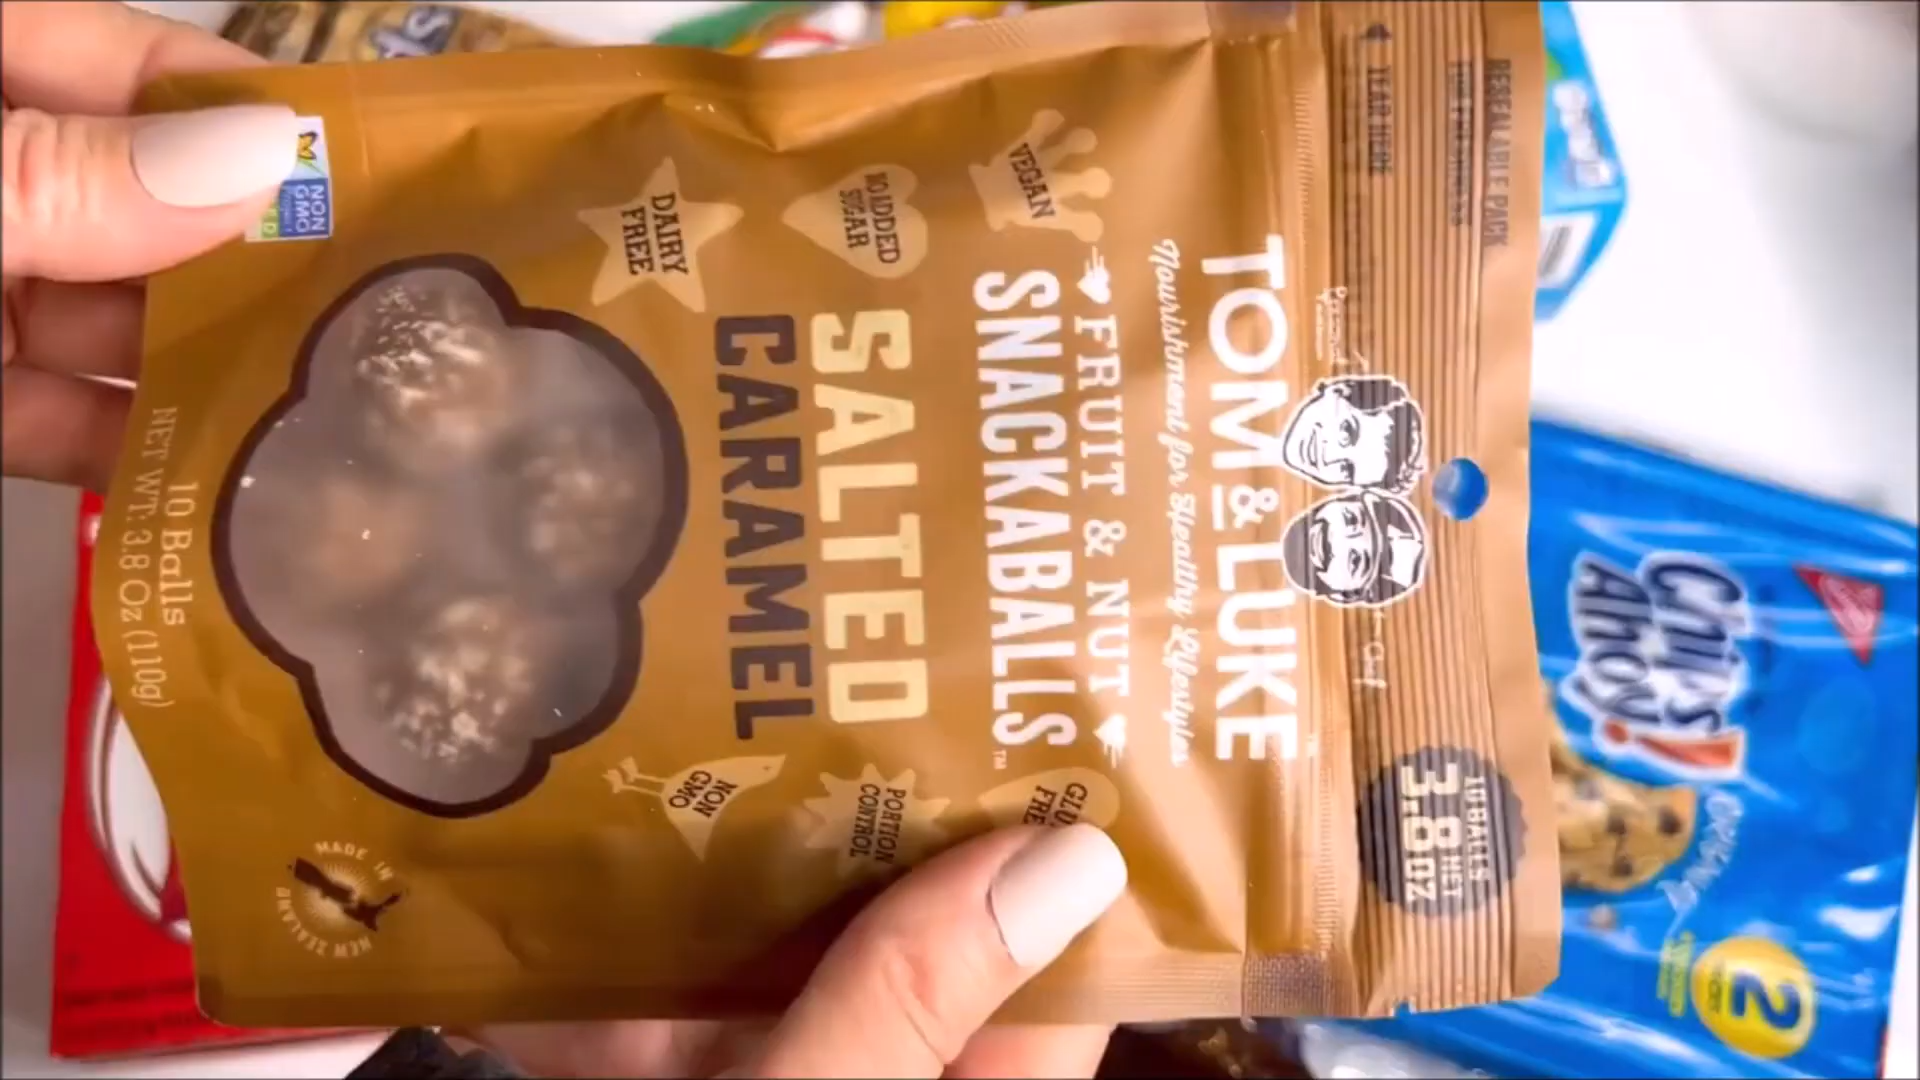 RESEALABLE PACK
TEAR HERE
TOM & LUKE
Nourishment for Healthy Lifestyles
FRUIT & NUT
SNACKABALLS™
SALTED
CARAMEL
VEGAN
NO ADDED
SUGAR
DAIRY
FREE
NON
GMO
PORTION
CONTROL
NON
GMO
10 BALLS
3.8 OZ
NET
10 Balls
NET WT. 3.8 Oz (110g)
MADE IN
NEW ZEALAND
Chips
Ahoy!
2